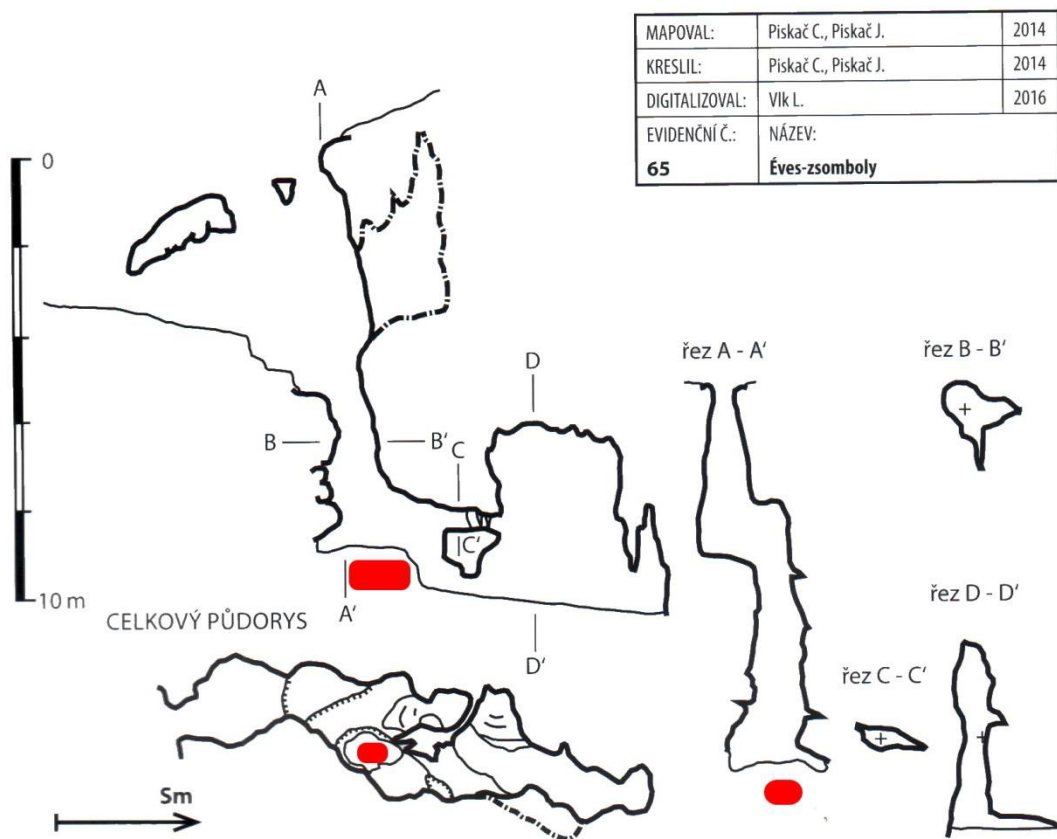 MAPOVAL: Piskač C., Piskač J. 2014
KRESLIL: Piskač C., Piskač J. 2014
DIGITALIZOVAL: Vlk L. 2016
EVIDENČNÍ Č.: NÁZEV:
65 Éves-zsomboly
A
0
řez A - A‘
řez B - B‘
D
B
B‘
C
C‘
10 m
A‘
CELKOVÝ PŮDORYS
D‘
řez D - D‘
řez C - C‘
Sm